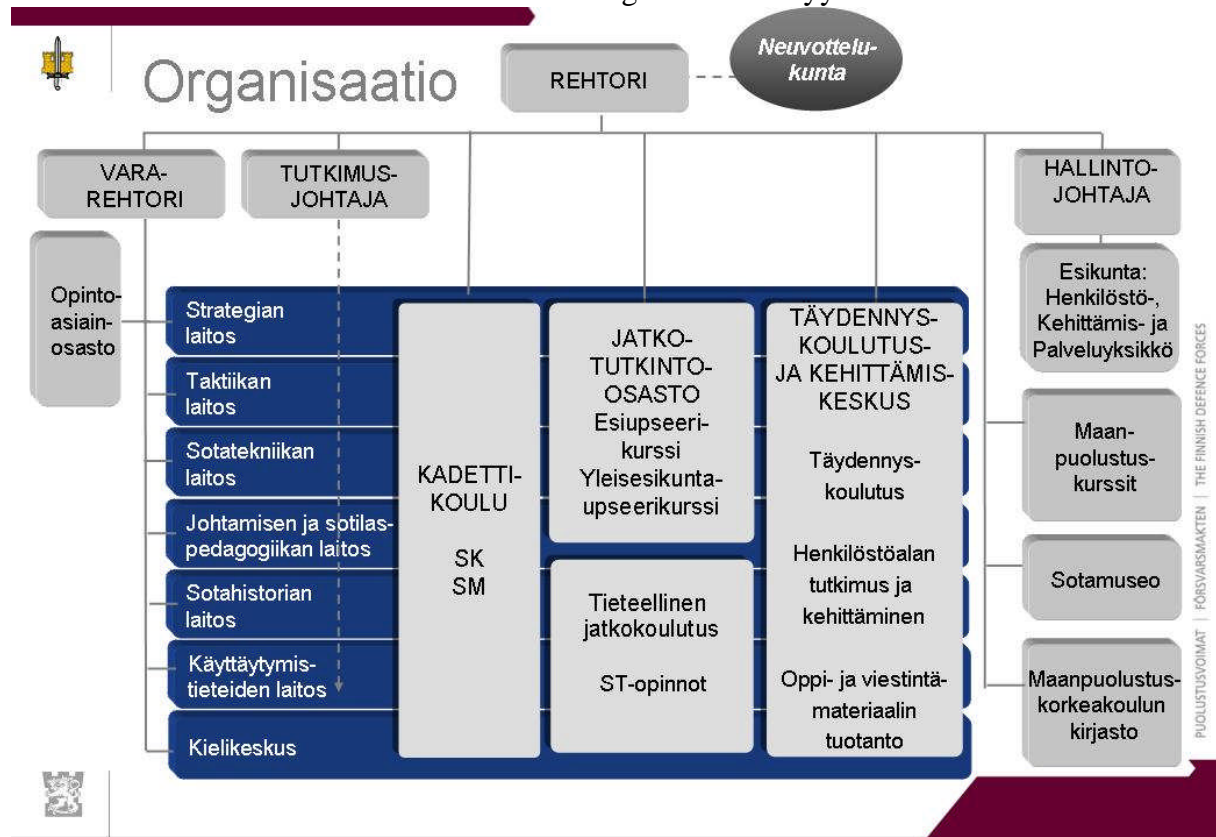 Organisaatio
REHTORI
Neuvottelu-
kunta
VARA-
REHTORI
TUTKIMUS-
JOHTAJA
HALLINTO-
JOHTAJA
Opinto-
asiain-
osasto
Strategian
laitos
Taktiikan
laitos
Sotatekniikan
laitos
Johtamisen ja sotilas-
pedagogiikan laitos
Sotahistorian
laitos
Käyttäytymis-
tieteiden laitos
Kielikeskus
KADETTI-
KOULU
SK
SM
JATKO-
TUTKINTO-
OSASTO
Esiupseeri-
kurssi
Yleisesikunta-
upseerikurssi
Tieteellinen
jatkokoulutus
ST-opinnot
TÄYDENNYS-
KOULUTUS-
JA KEHITTÄMIS-
KESKUS
Täydennys-
koulutus
Henkilöstöalan
tutkimus ja
kehittäminen
Oppi- ja viestintä-
materiaalin
tuotanto
Esikunta:
Henkilöstö-,
Kehittämis- ja
Palveluyksikkö
Maan-
puolustus-
kurssit
Sotamuseo
Maanpuolustus-
korkeakoulun
kirjasto
PUOLUSTUSVOIMAT | FÖRSVARSMAKTEN | THE FINNISH DEFENCE FORCES